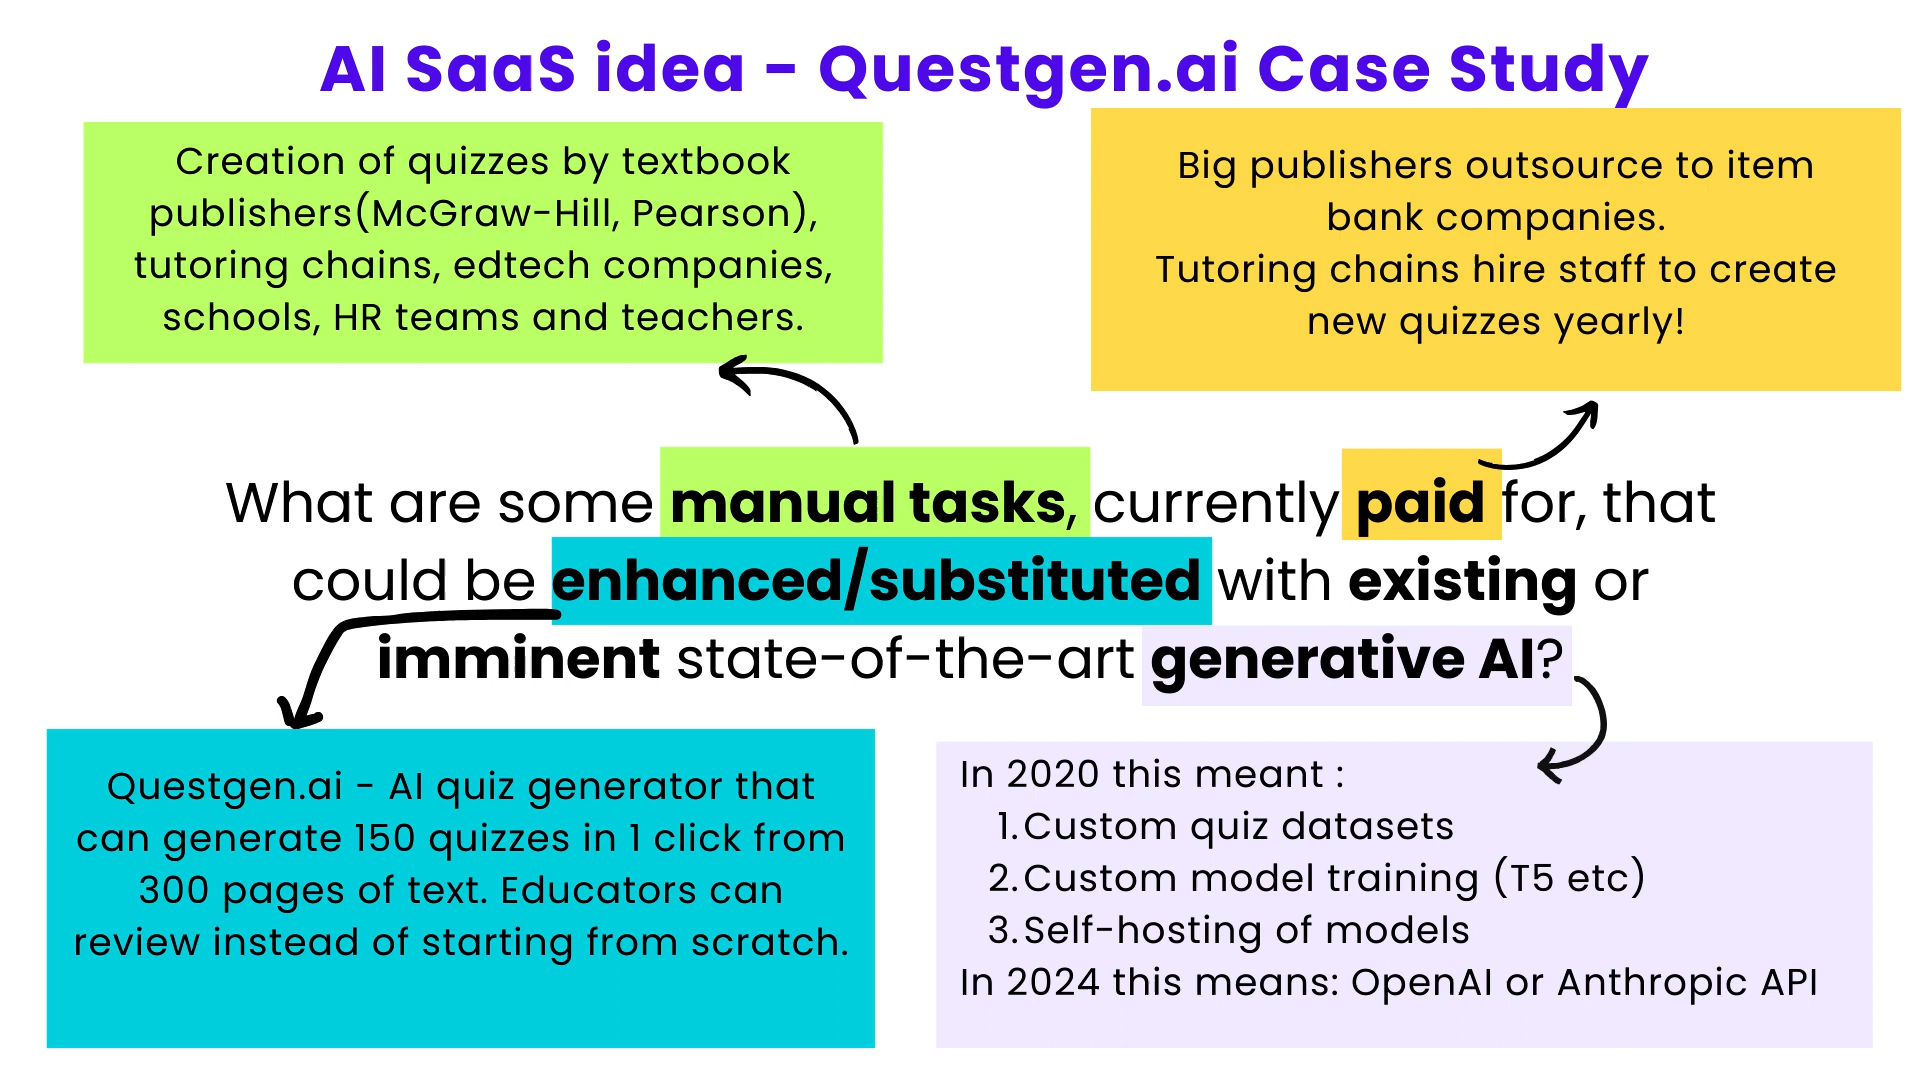 AI SaaS idea - Questgen.ai Case Study
Creation of quizzes by textbook
publishers(McGraw-Hill, Pearson),
tutoring chains, edtech companies,
schools, HR teams and teachers.
Big publishers outsource to item
bank companies.
Tutoring chains hire staff to create
new quizzes yearly!
What are some manual tasks, currently paid for, that
could be enhanced/substituted with existing or
imminent state-of-the-art generative AI?
Questgen.ai - AI quiz generator that
can generate 150 quizzes in 1 click from
300 pages of text. Educators can
review instead of starting from scratch.
In 2020 this meant :
1. Custom quiz datasets
2. Custom model training (T5 etc)
3. Self-hosting of models
In 2024 this means: OpenAI or Anthropic API